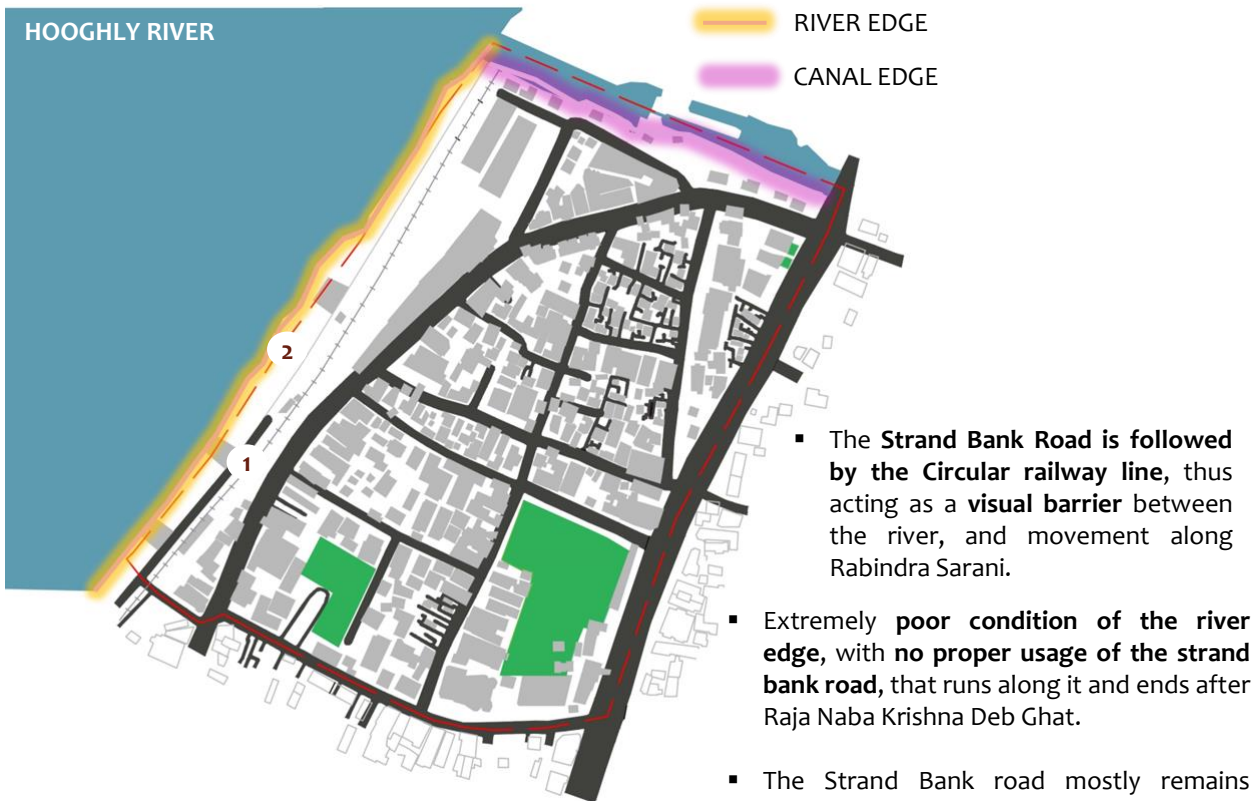 HOOGHLY RIVER
RIVER EDGE
CANAL EDGE
2
1
▪ The Strand Bank Road is followed
by the Circular railway line, thus
acting as a visual barrier between
the river, and movement along
Rabindra Sarani.
▪ Extremely poor condition of the river
edge, with no proper usage of the strand
bank road, that runs along it and ends after
Raja Naba Krishna Deb Ghat.
▪ The Strand Bank road mostly remains